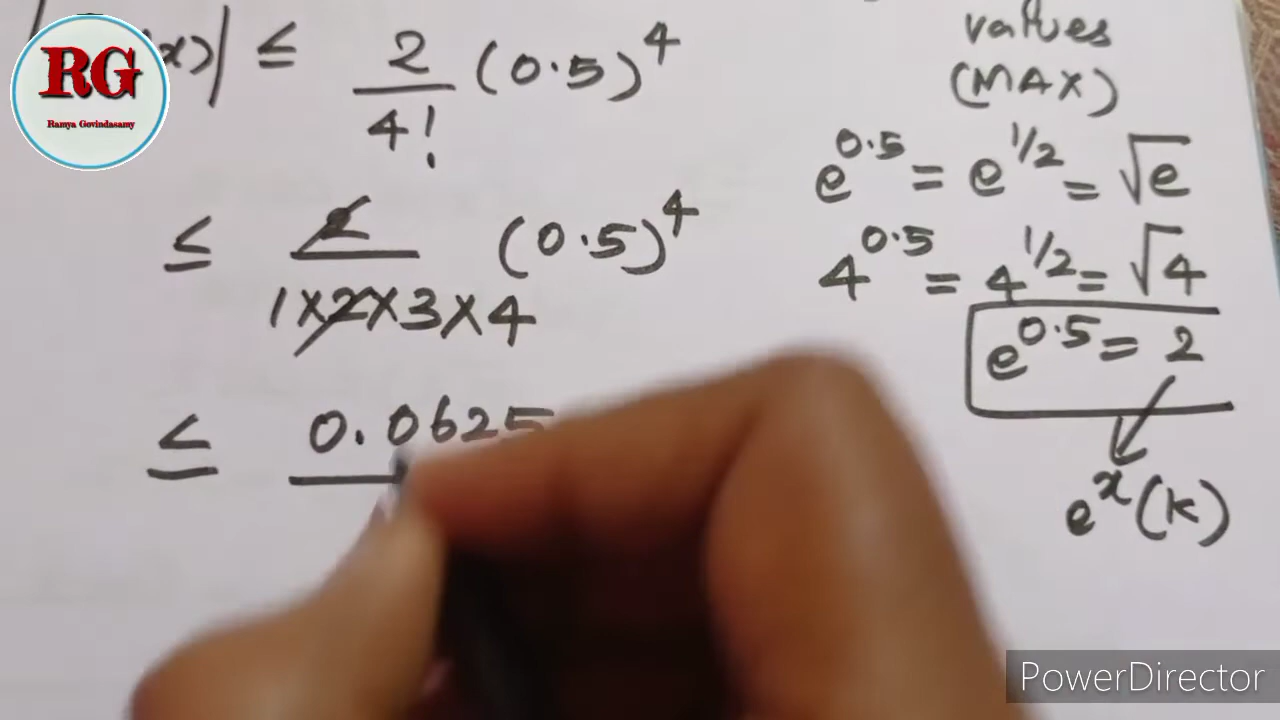 RG
Ramya Govindasamy
x)| ≤ 2/4! (0.5)^4
≤ 2/1×2×3×4 (0.5)^4
≤ 0.0625
values
(MAX)
e^0.5 = e^1/2 = √e
4^0.5 = 4^1/2 = √4
e^0.5 = 2
e^x (K)
PowerDirector